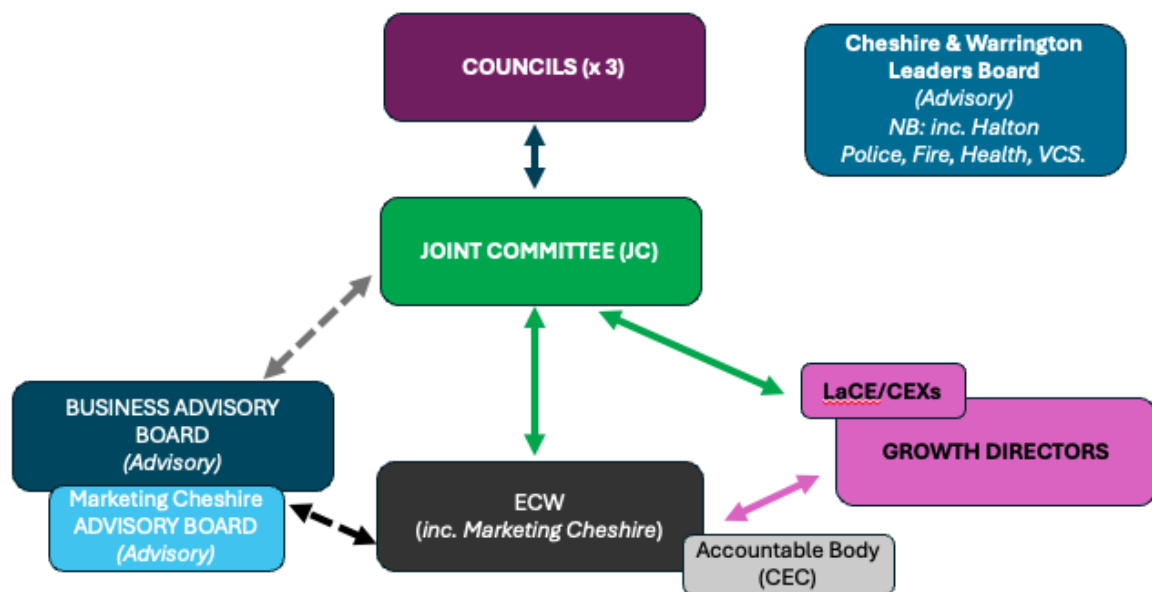 COUNCILS (x 3)
Cheshire & Warrington
Leaders Board
(Advisory)
NB: inc. Halton
Police, Fire, Health, VCS.
JOINT COMMITTEE (JC)
BUSINESS ADVISORY
BOARD
(Advisory)
Marketing Cheshire
ADVISORY BOARD
(Advisory)
ECW
(inc. Marketing Cheshire)
Accountable Body
(CEC)
LaCE/CEXs
GROWTH DIRECTORS